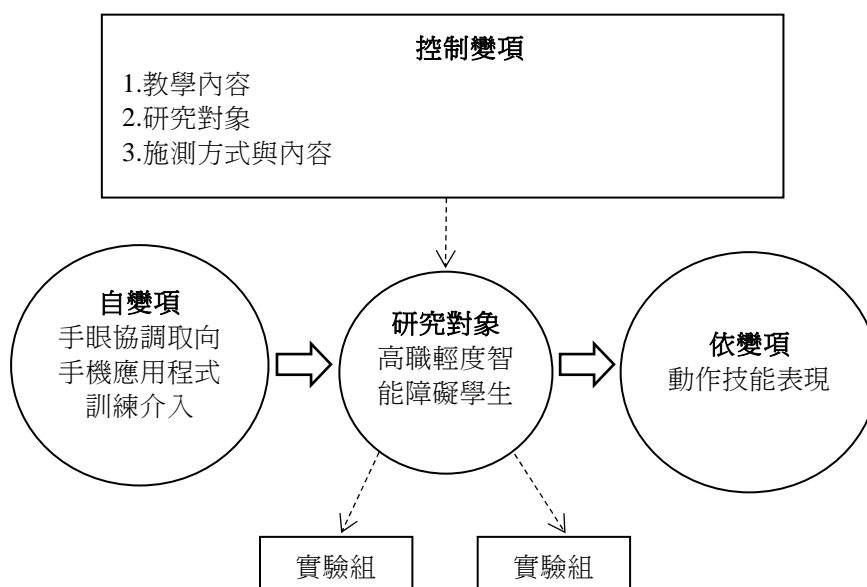 控制變項
1.教學內容
2.研究對象
3.施測方式與內容
自變項
手眼協調取向
手機應用程式
訓練介入
研究對象
高職輕度智
能障礙學生
依變項
動作技能表現
實驗組
實驗組